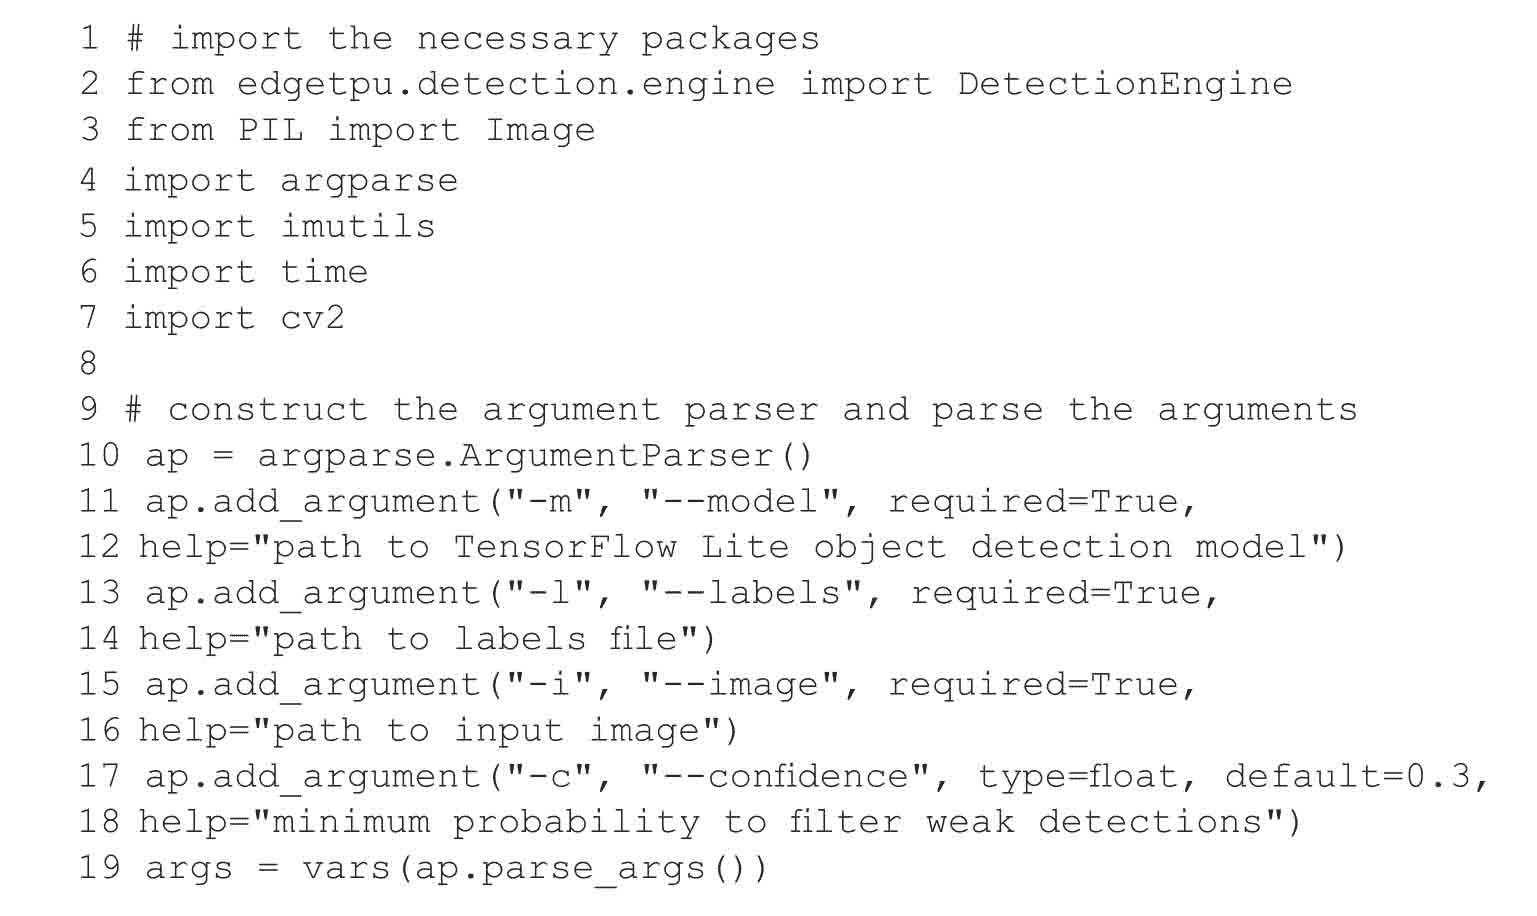 1 # import the necessary packages
2 from edgetpu.detection.engine import DetectionEngine
3 from PIL import Image
4 import argparse
5 import imutils
6 import time
7 import cv2
8
9 # construct the argument parser and parse the arguments
10 ap = argparse.ArgumentParser()
11 ap.add_argument("-m", "--model", required=True,
12 help="path to TensorFlow Lite object detection model")
13 ap.add_argument("-l", "--labels", required=True,
14 help="path to labels file")
15 ap.add_argument("-i", "--image", required=True,
16 help="path to input image")
17 ap.add_argument("-c", "--confidence", type=float, default=0.3,
18 help="minimum probability to filter weak detections")
19 args = vars(ap.parse_args())